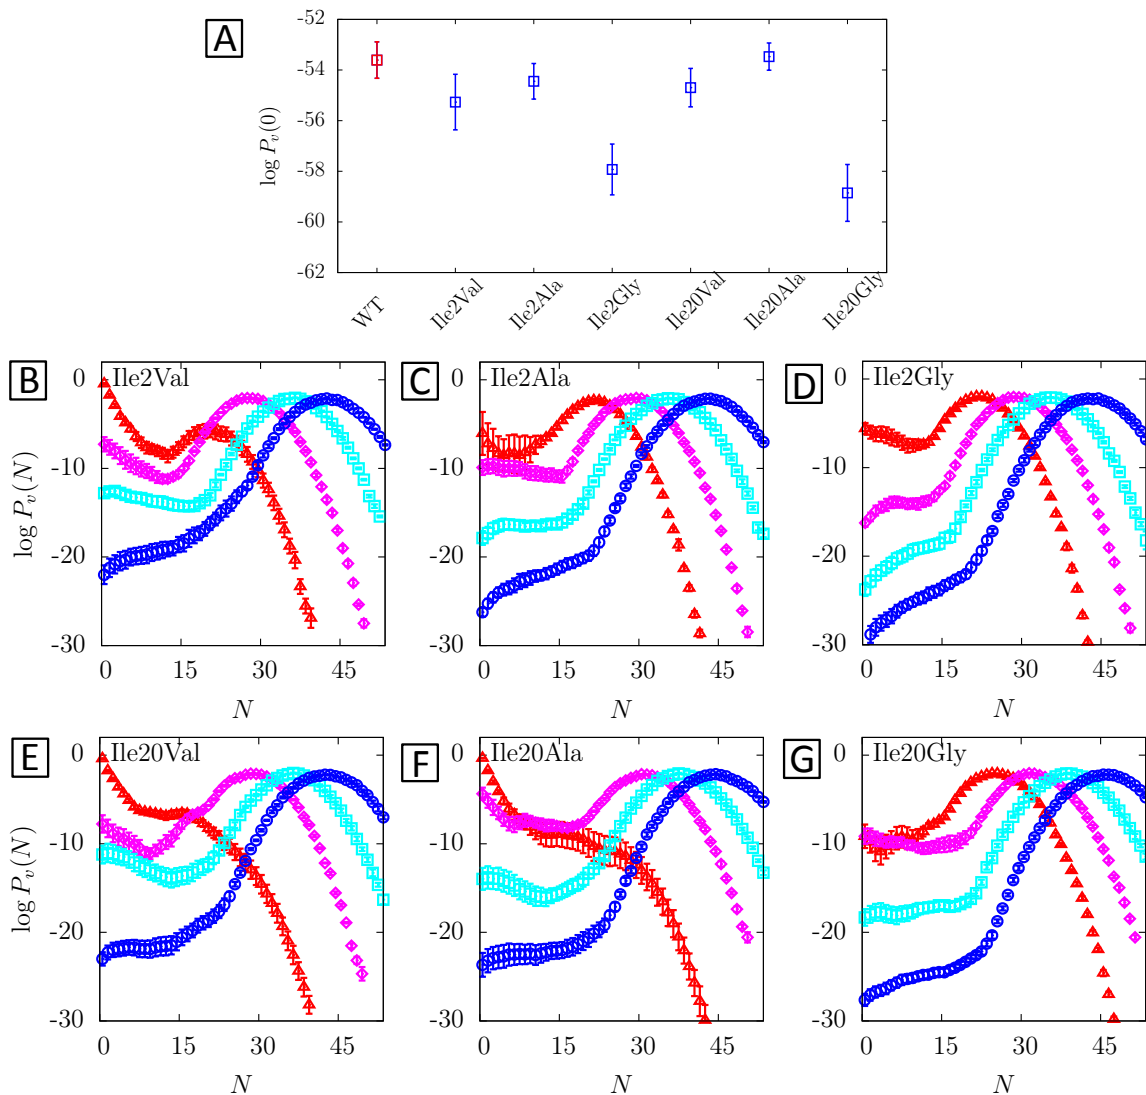 A
-52
-54
-56
-58
-60
-62
log P_v(0)
WT
Ile2Val
Ile2Ala
Ile2Gly
Ile20Val
Ile20Ala
Ile20Gly
B
Ile2Val
0
-10
-20
-30
log P_v(N)
0 15 30 45
N
C
Ile2Ala
0
-10
-20
-30
0 15 30 45
N
D
Ile2Gly
0
-10
-20
-30
0 15 30 45
N
E
Ile20Val
0
-10
-20
-30
log P_v(N)
0 15 30 45
N
F
Ile20Ala
0
-10
-20
-30
0 15 30 45
N
G
Ile20Gly
0
-10
-20
-30
0 15 30 45
N